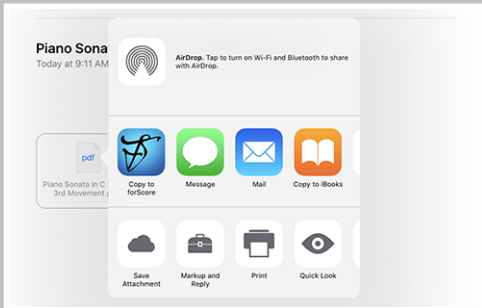 Piano Sona
Today at 9:11 AM
AirDrop. Tap to turn on Wi-Fi and Bluetooth to share
with AirDrop.
pdf
Piano Sonata in C
3rd Movement.p
Copy to
forScore
Message
Mail
Copy to iBooks
Save
Attachment
Markup and
Reply
Print
Quick Look